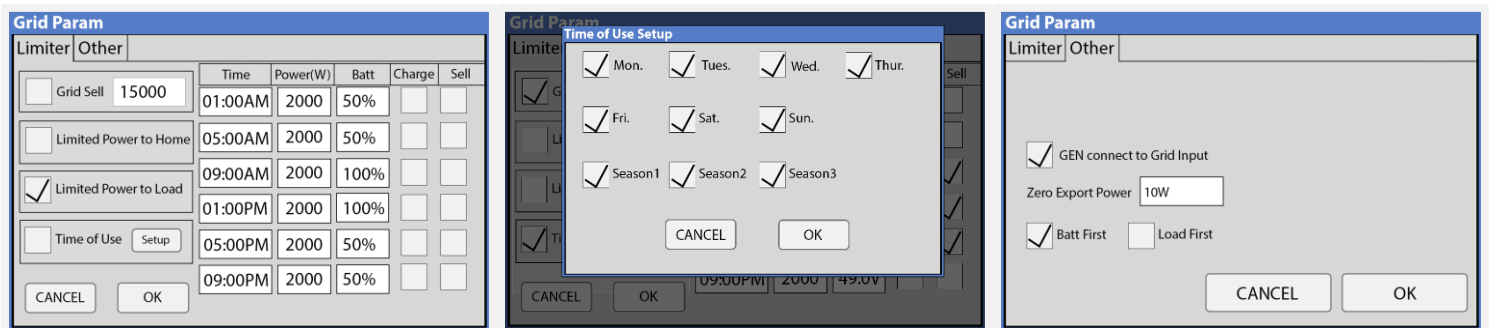 Grid Param
Limiter Other
Grid Sell 15000
Limited Power to Home
Limited Power to Load
Time of Use Setup
CANCEL OK
Time Power(W) Batt Charge Sell
01:00AM 2000 50%
05:00AM 2000 50%
09:00AM 2000 100%
01:00PM 2000 100%
05:00PM 2000 50%
09:00PM 2000 50%
Grid Param
Limite
Sell
G
Li
Li
Ti
09:00PM 2000 49.0V
CANCEL OK
Time of Use Setup
Mon. Tues. Wed. Thur.
Fri. Sat. Sun.
Season1 Season2 Season3
CANCEL OK
Grid Param
Limiter Other
GEN connect to Grid Input
Zero Export Power 10W
Batt First Load First
CANCEL OK